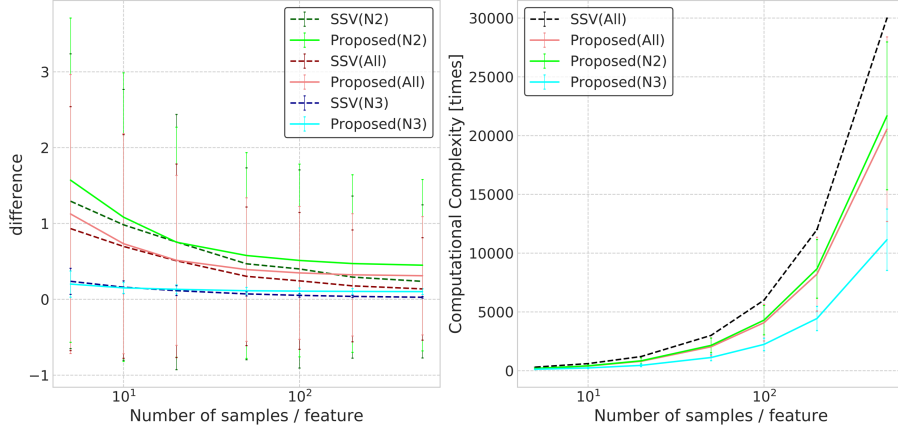 difference
3
2
1
0
−1
10¹
10²
Number of samples / feature
SSV(N2)
Proposed(N2)
SSV(All)
Proposed(All)
SSV(N3)
Proposed(N3)
Computational Complexity [times]
30000
25000
20000
15000
10000
5000
0
10¹
10²
Number of samples / feature
SSV(All)
Proposed(All)
Proposed(N2)
Proposed(N3)